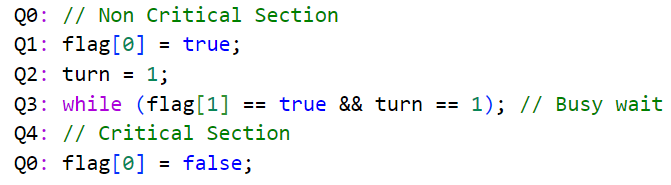 Q0: // Non Critical Section
Q1: flag[0] = true;
Q2: turn = 1;
Q3: while (flag[1] == true && turn == 1); // Busy wait
Q4: // Critical Section
Q0: flag[0] = false;